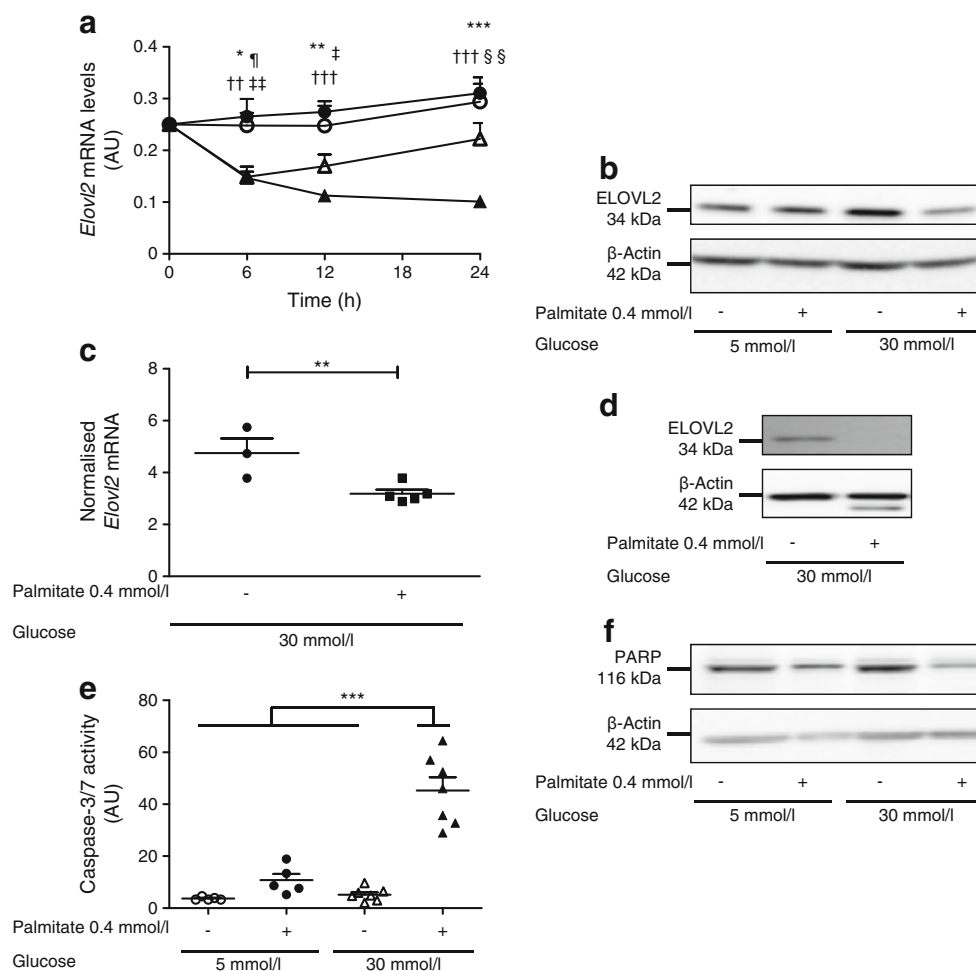 a
Elovl2 mRNA levels
(AU)
0.4
0.3
0.2
0.1
0
* ¶
†† ‡‡
** ‡
†††
***
††† § §
0 6 12 18 24
Time (h)
b
ELOVL2
34 kDa
β-Actin
42 kDa
Palmitate 0.4 mmol/l - + - +
Glucose 5 mmol/l 30 mmol/l
c
Normalised
Elovl2 mRNA
8
6
4
2
0
**
Palmitate 0.4 mmol/l - +
Glucose 30 mmol/l
d
ELOVL2
34 kDa
β-Actin
42 kDa
Palmitate 0.4 mmol/l - +
Glucose 30 mmol/l
e
Caspase-3/7 activity
(AU)
80
60
40
20
0
***
Palmitate 0.4 mmol/l - + - +
Glucose 5 mmol/l 30 mmol/l
f
PARP
116 kDa
β-Actin
42 kDa
Palmitate 0.4 mmol/l - + - +
Glucose 5 mmol/l 30 mmol/l